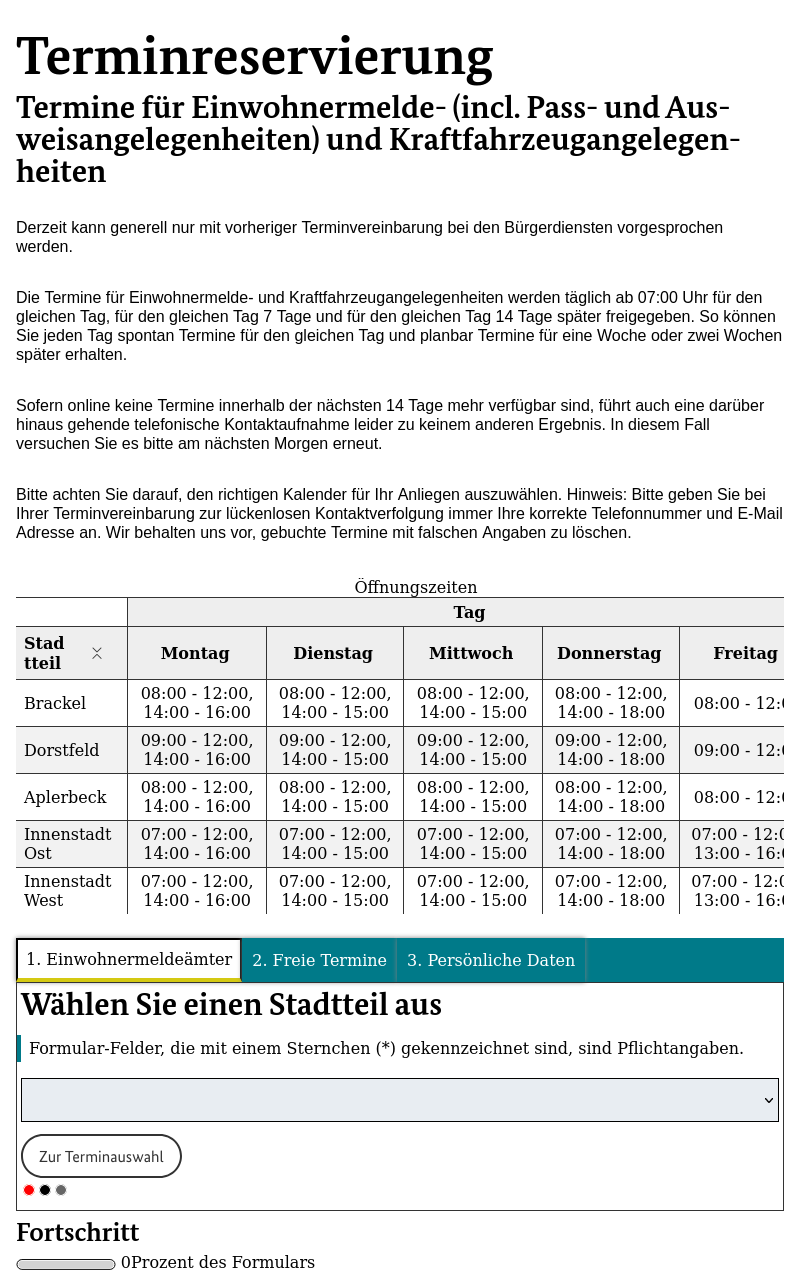 Terminreservierung
Termine für Einwohnermelde- (incl. Pass- und Aus-
weisangelegenheiten) und Kraftfahrzeugangelegen-
heiten
Derzeit kann generell nur mit vorheriger Terminvereinbarung bei den Bürgerdiensten vorgesprochen
werden.
Die Termine für Einwohnermelde- und Kraftfahrzeugangelegenheiten werden täglich ab 07:00 Uhr für den
gleichen Tag, für den gleichen Tag 7 Tage und für den gleichen Tag 14 Tage später freigegeben. So können
Sie jeden Tag spontan Termine für den gleichen Tag und planbar Termine für eine Woche oder zwei Wochen
später erhalten.
Sofern online keine Termine innerhalb der nächsten 14 Tage mehr verfügbar sind, führt auch eine darüber
hinaus gehende telefonische Kontaktaufnahme leider zu keinem anderen Ergebnis. In diesem Fall
versuchen Sie es bitte am nächsten Morgen erneut.
Bitte achten Sie darauf, den richtigen Kalender für Ihr Anliegen auszuwählen. Hinweis: Bitte geben Sie bei
Ihrer Terminvereinbarung zur lückenlosen Kontaktverfolgung immer Ihre korrekte Telefonnummer und E-Mail
Adresse an. Wir behalten uns vor, gebuchte Termine mit falschen Angaben zu löschen.
Öffnungszeiten
Tag
Stad
tteil Montag Dienstag Mittwoch Donnerstag Freitag
Brackel 08:00 - 12:00, 08:00 - 12:00, 08:00 - 12:00, 08:00 - 12:00, 08:00 - 12:0
14:00 - 16:00 14:00 - 15:00 14:00 - 15:00 14:00 - 18:00
Dorstfeld 09:00 - 12:00, 09:00 - 12:00, 09:00 - 12:00, 09:00 - 12:00, 09:00 - 12:0
14:00 - 16:00 14:00 - 15:00 14:00 - 15:00 14:00 - 18:00
Aplerbeck 08:00 - 12:00, 08:00 - 12:00, 08:00 - 12:00, 08:00 - 12:00, 08:00 - 12:0
14:00 - 16:00 14:00 - 15:00 14:00 - 15:00 14:00 - 18:00
Innenstadt 07:00 - 12:00, 07:00 - 12:00, 07:00 - 12:00, 07:00 - 12:00, 07:00 - 12:0
Ost 14:00 - 16:00 14:00 - 15:00 14:00 - 15:00 14:00 - 18:00 13:00 - 16:
Innenstadt 07:00 - 12:00, 07:00 - 12:00, 07:00 - 12:00, 07:00 - 12:00, 07:00 - 12:0
West 14:00 - 16:00 14:00 - 15:00 14:00 - 15:00 14:00 - 18:00 13:00 - 16:
1. Einwohnermeldeämter 2. Freie Termine 3. Persönliche Daten
Wählen Sie einen Stadtteil aus
Formular-Felder, die mit einem Sternchen (*) gekennzeichnet sind, sind Pflichtangaben.
Zur Terminauswahl
Fortschritt
0Prozent des Formulars